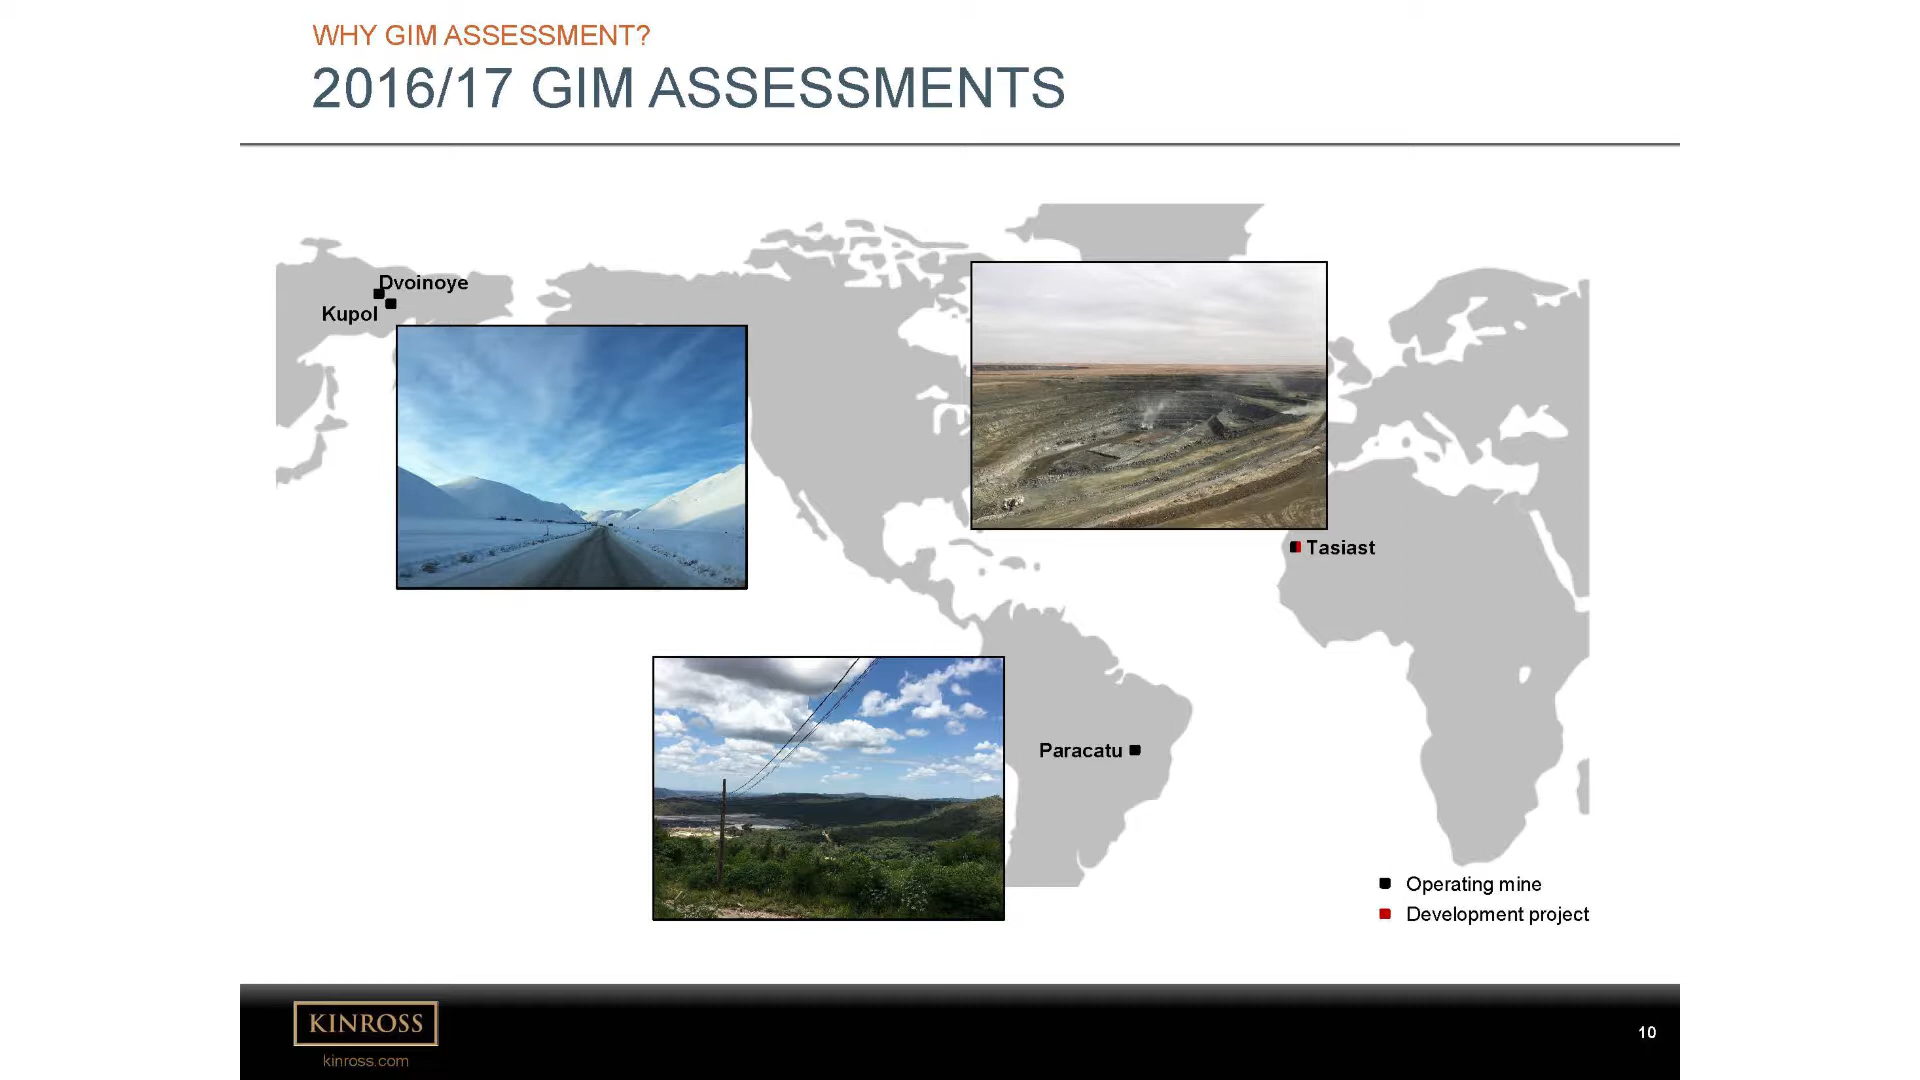 WHY GIM ASSESSMENT?
2016/17 GIM ASSESSMENTS
Dvoinoye
Kupol
Tasiast
Paracatu
Operating mine
Development project
KINROSS
kinross.com
10